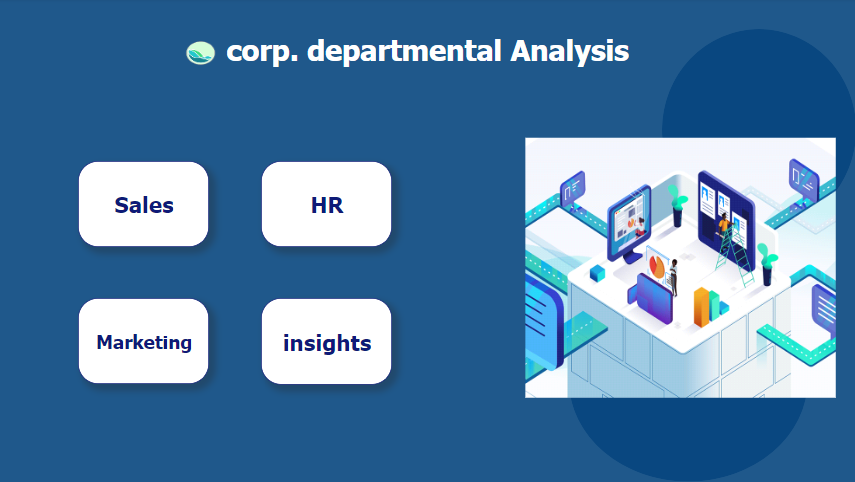 corp. departmental Analysis
Sales
HR
Marketing
insights